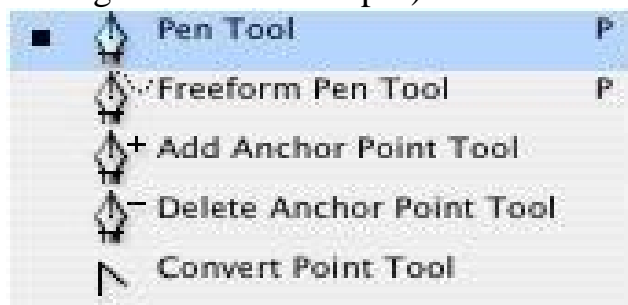 Pen Tool P
Freeform Pen Tool P
Add Anchor Point Tool
Delete Anchor Point Tool
Convert Point Tool